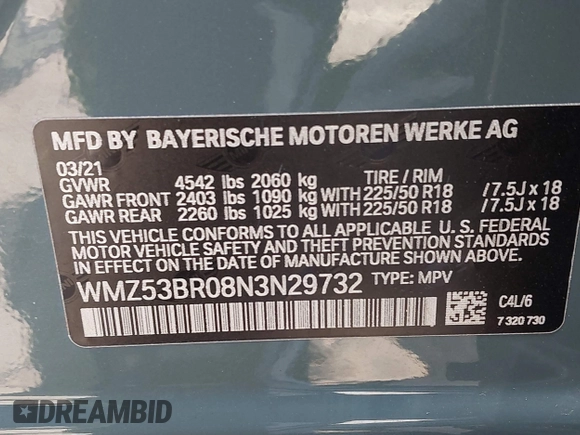 MFD BY BAYERISCHE MOTOREN WERKE AG
03/21
GVWR 4542 lbs 2060 kg TIRE / RIM
GAWR FRONT 2403 lbs 1090 kg WITH 225/50 R18 /7.5J x 18
GAWR REAR 2260 lbs 1025 kg WITH 225/50 R18 /7.5J x 18
THIS VEHICLE CONFORMS TO ALL APPLICABLE U. S. FEDERAL
MOTOR VEHICLE SAFETY AND THEFT PREVENTION STANDARDS
IN EFFECT ON THE DATE OF MANUFACTURE SHOWN ABOVE.
WMZ53BR08N3N29732 TYPE: MPV
C4L/6
7 320 730
DREAMBID